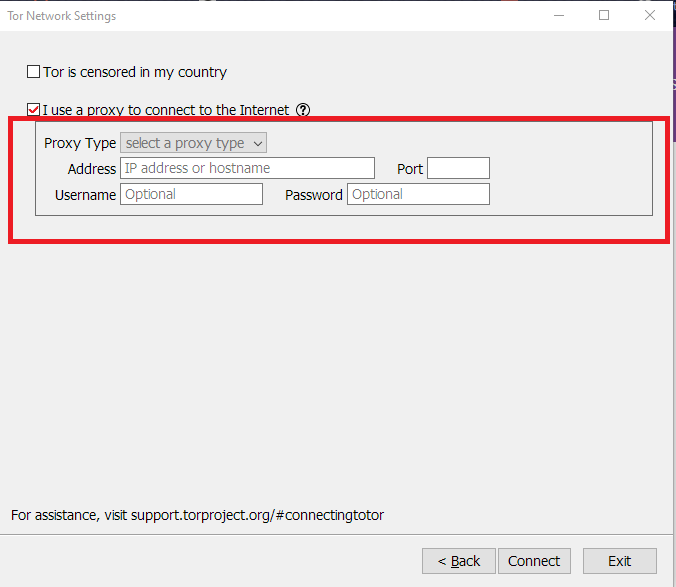 Tor Network Settings
Tor is censored in my country
I use a proxy to connect to the Internet ?
Proxy Type select a proxy type
Address IP address or hostname Port
Username Optional Password Optional
For assistance, visit support.torproject.org/#connectingtotor
< Back Connect Exit